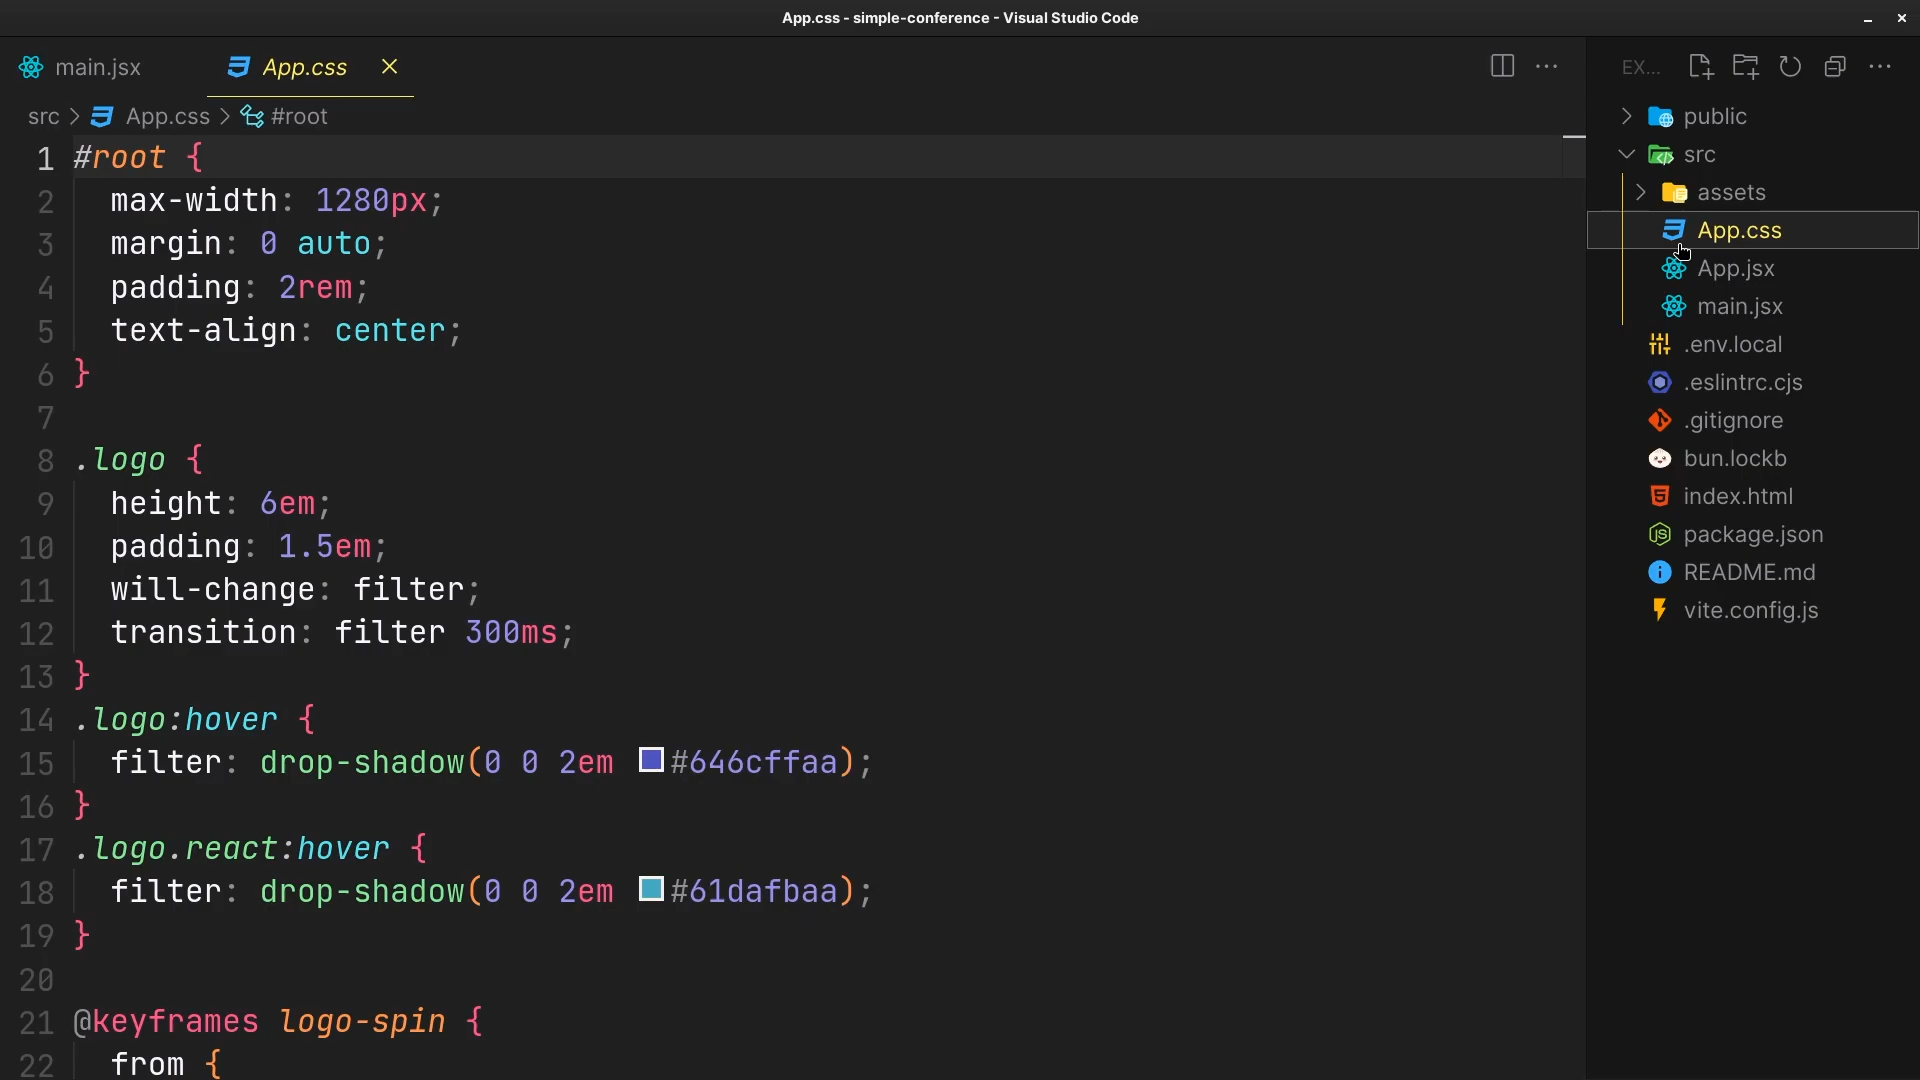 App.css - simple-conference - Visual Studio Code
main.jsx
App.css
src > App.css > #root
1 #root {
2 max-width: 1280px;
3 margin: 0 auto;
4 padding: 2rem;
5 text-align: center;
6 }
7
8 .logo {
9 height: 6em;
10 padding: 1.5em;
11 will-change: filter;
12 transition: filter 300ms;
13 }
14 .logo:hover {
15 filter: drop-shadow(0 0 2em #646cffaa);
16 }
17 .logo.react:hover {
18 filter: drop-shadow(0 0 2em #61dafbaa);
19 }
20
21 @keyframes logo-spin {
22 from {
EX...
public
src
assets
App.css
App.jsx
main.jsx
.env.local
.eslintrc.cjs
.gitignore
bun.lockb
index.html
package.json
README.md
vite.config.js